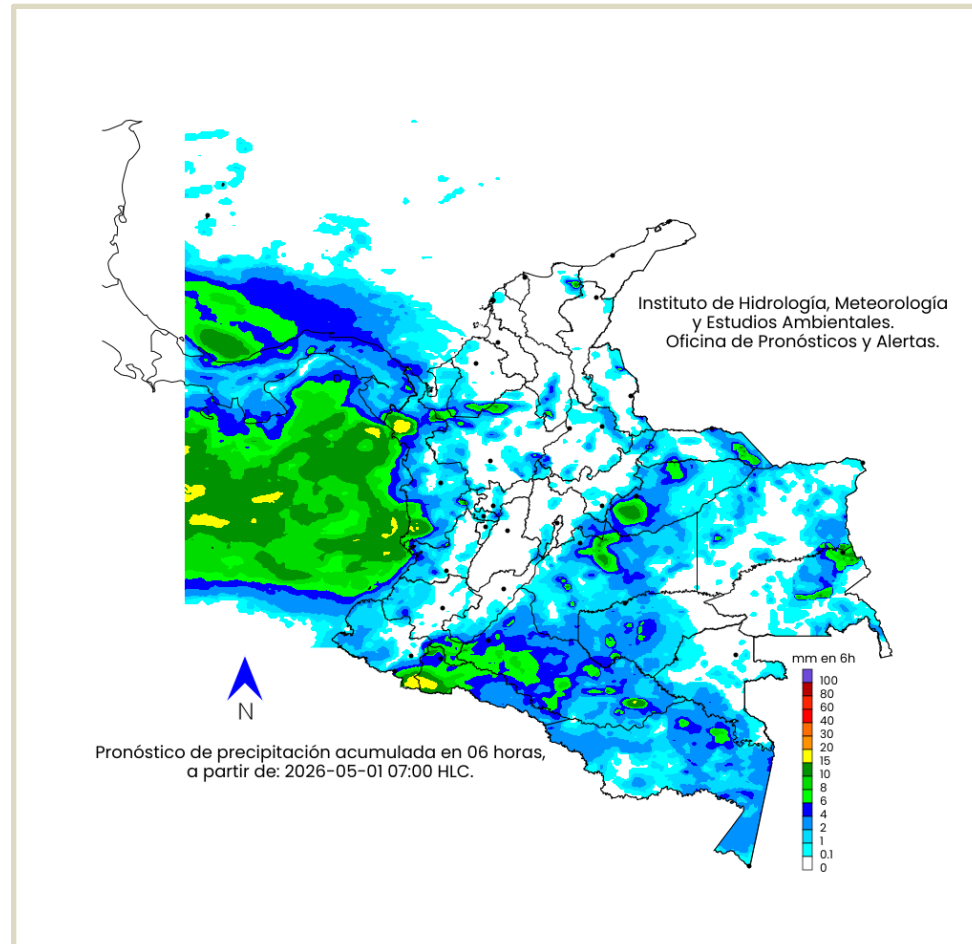 Instituto de Hidrología, Meteorología
y Estudios Ambientales.
Oficina de Pronósticos y Alertas.
mm en 6h
100
80
60
40
30
20
15
10
8
6
4
2
1
0.1
0
N
Pronóstico de precipitación acumulada en 06 horas,
a partir de: 2026-05-01 07:00 HLC.